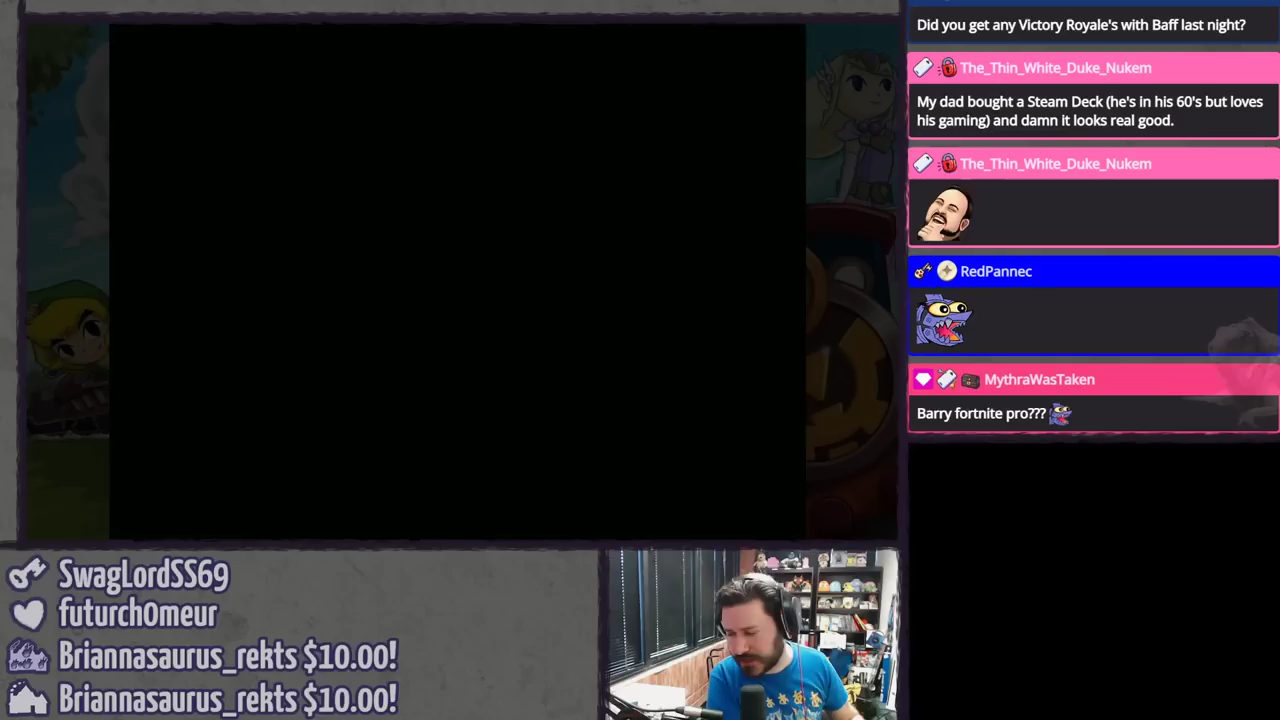 Did you get any Victory Royale's with Baff last night?
The_Thin_White_Duke_Nukem
My dad bought a Steam Deck (he's in his 60's but loves
his gaming) and damn it looks real good.
The_Thin_White_Duke_Nukem
RedPannec
MythraWasTaken
Barry fortnite pro???
SwagLordSS69
futurch0meur
Briannasaurus_rekts $10.00!
Briannasaurus_rekts $10.00!